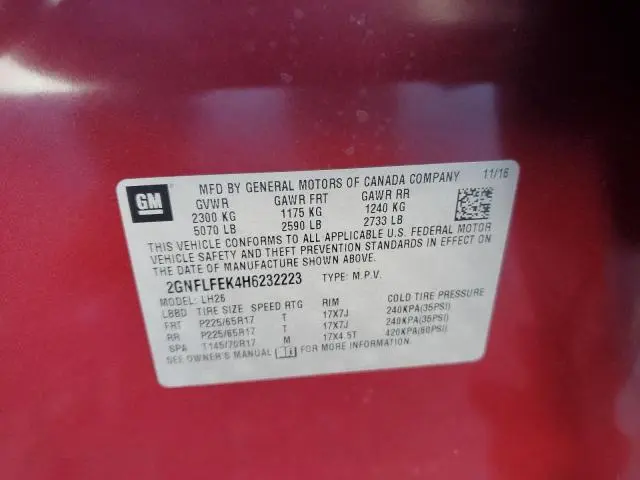 GM
MFD BY GENERAL MOTORS OF CANADA COMPANY 11/16
GVWR GAWR FRT GAWR RR
2300 KG 1175 KG 1240 KG
5070 LB 2590 LB 2733 LB
THIS VEHICLE CONFORMS TO ALL APPLICABLE U.S. FEDERAL MOTOR
VEHICLE SAFETY AND THEFT PREVENTION STANDARDS IN EFFECT ON
THE DATE OF MANUFACTURE SHOWN ABOVE.
2GNFLFEK4H6232223 TYPE: M.P.V.
MODEL: LH26
LBBD TIRE SIZE SPEED RTG RIM COLD TIRE PRESSURE
FRT P225/65R17 T 17X7J 240KPA(35PSI)
RR P225/65R17 T 17X7J 240KPA(35PSI)
SPA T145/70R17 M 17X4.5T 420KPA(60PSI)
SEE OWNER'S MANUAL FOR MORE INFORMATION.